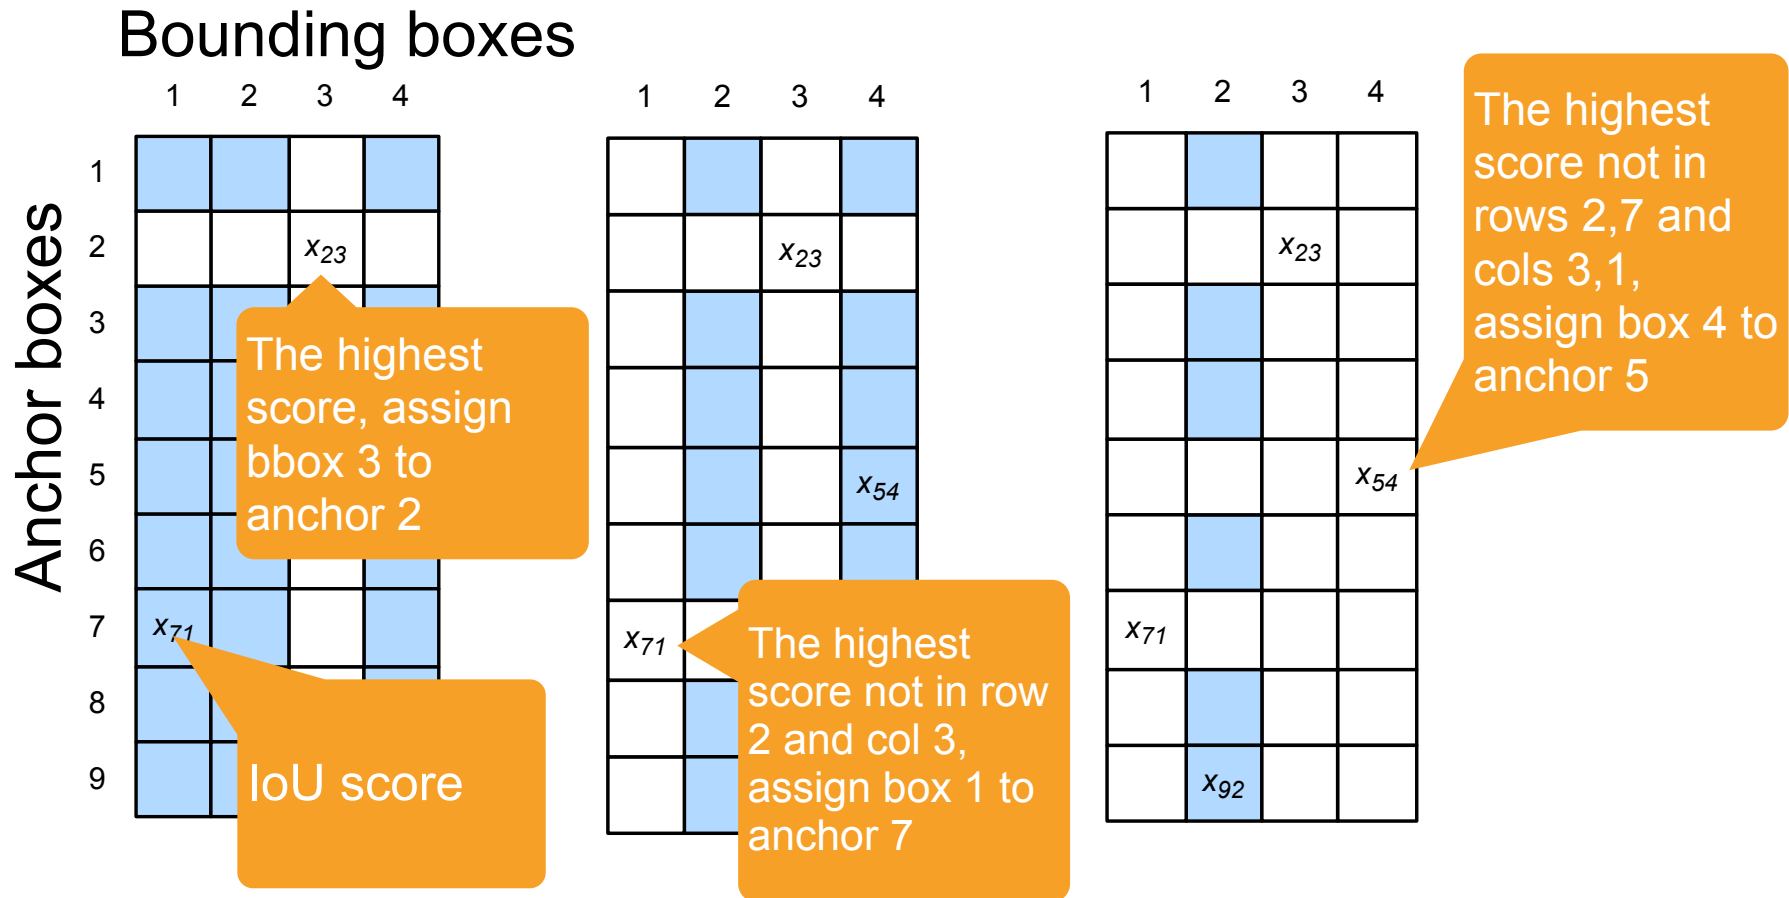 Bounding boxes
1 2 3 4
Anchor boxes
1
2
3
4
5
6
7
8
9
x23
x71
The highest
score, assign
bbox 3 to
anchor 2
IoU score
1 2 3 4
x23
x54
x71
The highest
score not in row
2 and col 3,
assign box 1 to
anchor 7
1 2 3 4
x23
x54
x71
x92
The highest
score not in
rows 2,7 and
cols 3,1,
assign box 4 to
anchor 5